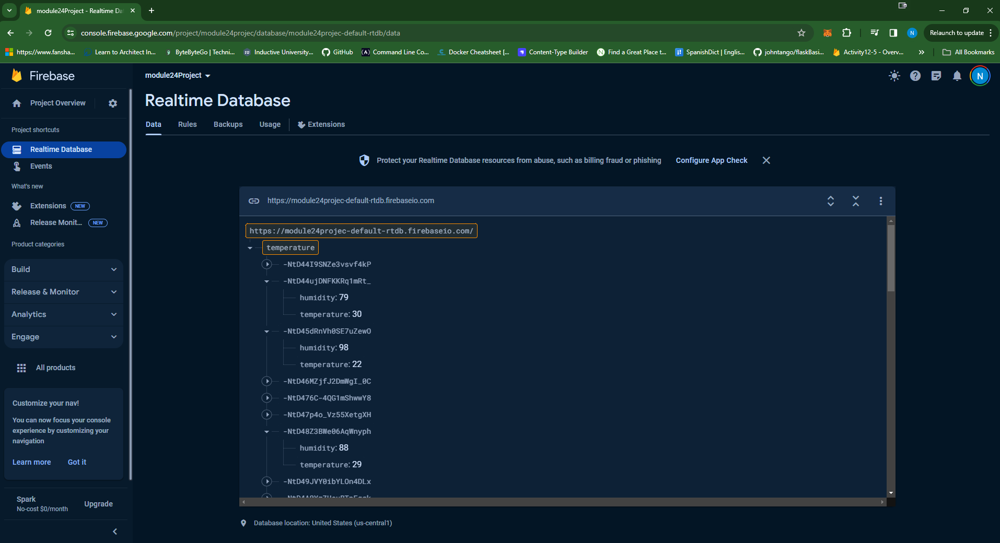 module24Project - Realtime Da
console.firebase.google.com/project/module24projec/database/module24projec-default-rtdb/data
N
Relaunch to update
https://www.fansha...
Learn to Architect In...
ByteByteGo | Techni...
IU
Inductive University...
GitHub
Command Line Co...
Docker Cheatsheet [...
Content-Type Builder
Find a Great Place t...
SpanishDict | Englis...
johntango/flaskBasi...
Activity12-5 - Overv...
All Bookmarks
Firebase
module24Project
N
Project Overview
Realtime Database
Data
Rules
Backups
Usage
Extensions
Project shortcuts
Realtime Database
Events
What's new
Extensions NEW
Release Monit... NEW
Product categories
Build
Release & Monitor
Analytics
Engage
All products
Customize your nav!
You can now focus your console
experience by customizing your
navigation
Learn more
Got it
Spark
No-cost $0/month
Upgrade
Protect your Realtime Database resources from abuse, such as billing fraud or phishing
Configure App Check
https://module24projec-default-rtdb.firebaseio.com
https://module24projec-default-rtdb.firebaseio.com/
temperature
-NtD44I9SNZe3vsvf4kP
-NtD44ujDNFKKRq1mRt_
humidity: 79
temperature: 30
-NtD45dRnVh0SE7uZewO
humidity: 98
temperature: 22
-NtD46MZjfJ2DmWgI_0C
-NtD476C-4QG1mShwwY8
-NtD47p4o_Vz55XetgXH
-NtD48Z3BWe06AqWnyph
humidity: 88
temperature: 29
-NtD49JVY0ibYLOn4DLx
Database location: United States (us-central1)